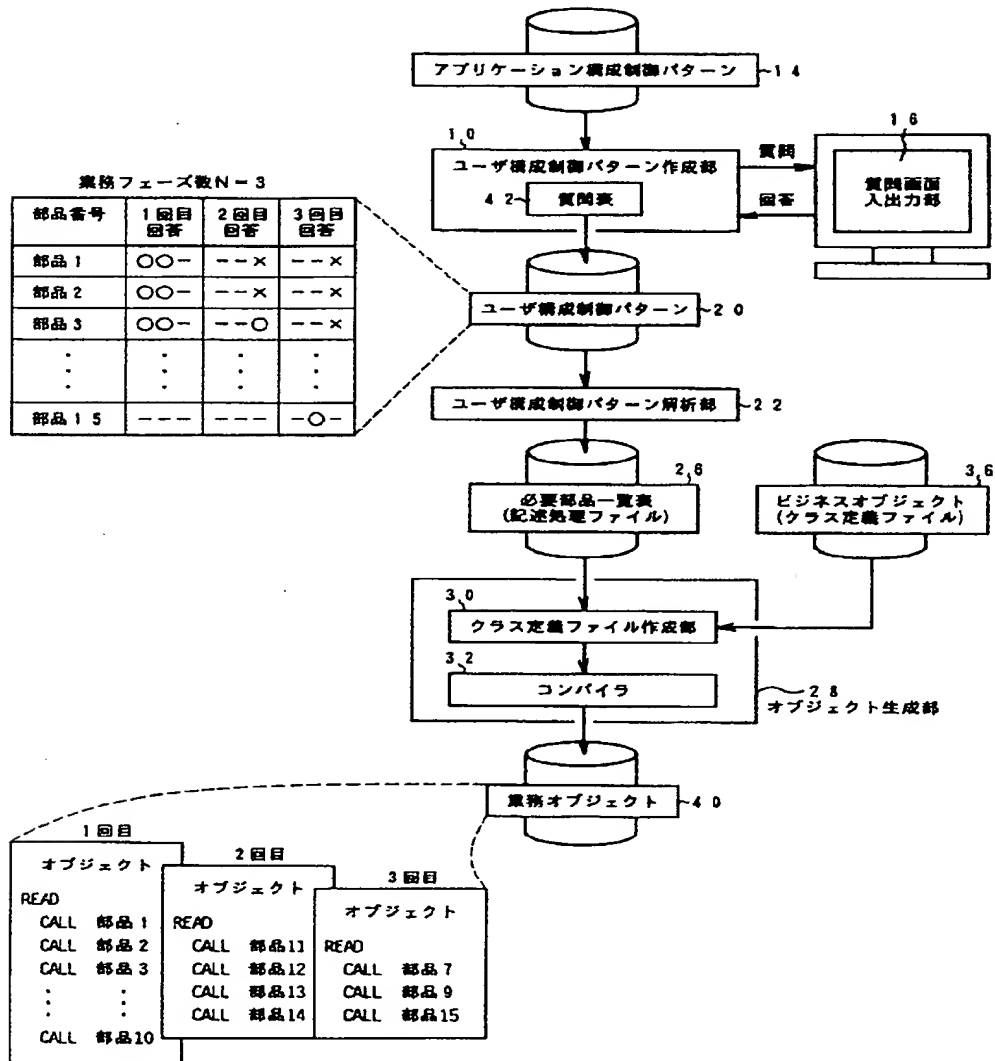 アプリケーション構成制御パターン 14
10
ユーザ構成制御パターン作成部
42 質問表
質問
回答
16
質問画面
入出力部
業務フェーズ数N=3
部品番号 1回目回答 2回目回答 3回目回答
部品1 ○○- --× --×
部品2 ○○- --× --×
部品3 ○○- --○ --×
部品15 --- --- -○-
ユーザ構成制御パターン 20
ユーザ構成制御パターン解析部 22
26
必要部品一覧表
(記述処理ファイル)
36
ビジネスオブジェクト
(クラス定義ファイル)
30
クラス定義ファイル作成部
32
コンパイラ
28
オブジェクト生成部
業務オブジェクト 40
1回目
オブジェクト
READ
CALL 部品1
CALL 部品2
CALL 部品3
CALL 部品10
2回目
オブジェクト
READ
CALL 部品11
CALL 部品12
CALL 部品13
CALL 部品14
3回目
オブジェクト
READ
CALL 部品7
CALL 部品9
CALL 部品15